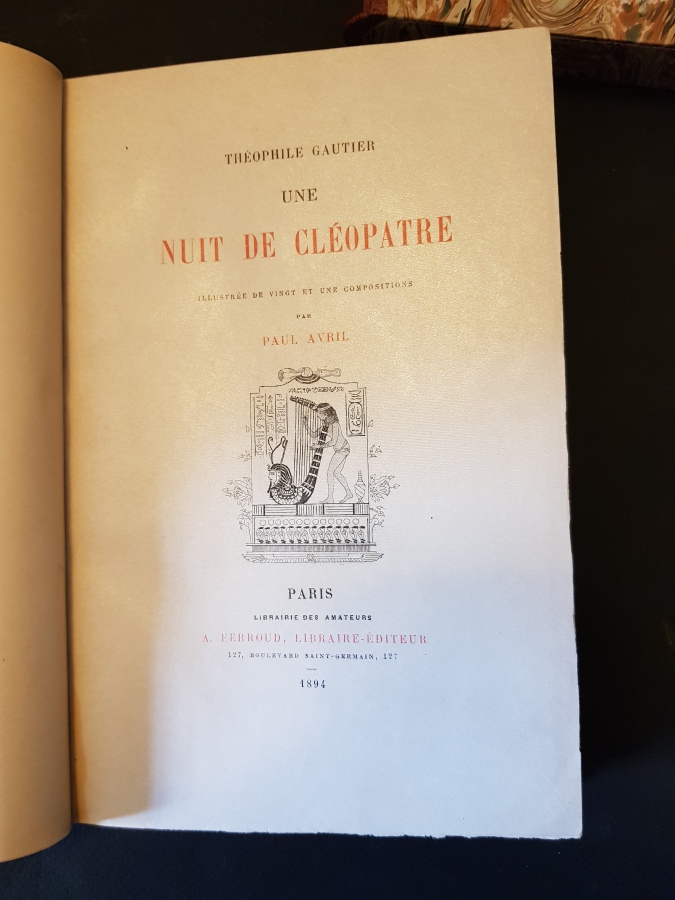 THÉOPHILE GAUTIER
UNE
NUIT DE CLÉOPATRE
ILLUSTRÉE DE VINGT ET UNE COMPOSITIONS
PAR
PAUL AVRIL
PARIS
LIBRAIRIE DES AMATEURS
A. FERROUD, LIBRAIRE-ÉDITEUR
127, BOULEVARD SAINT-GERMAIN, 127
1894